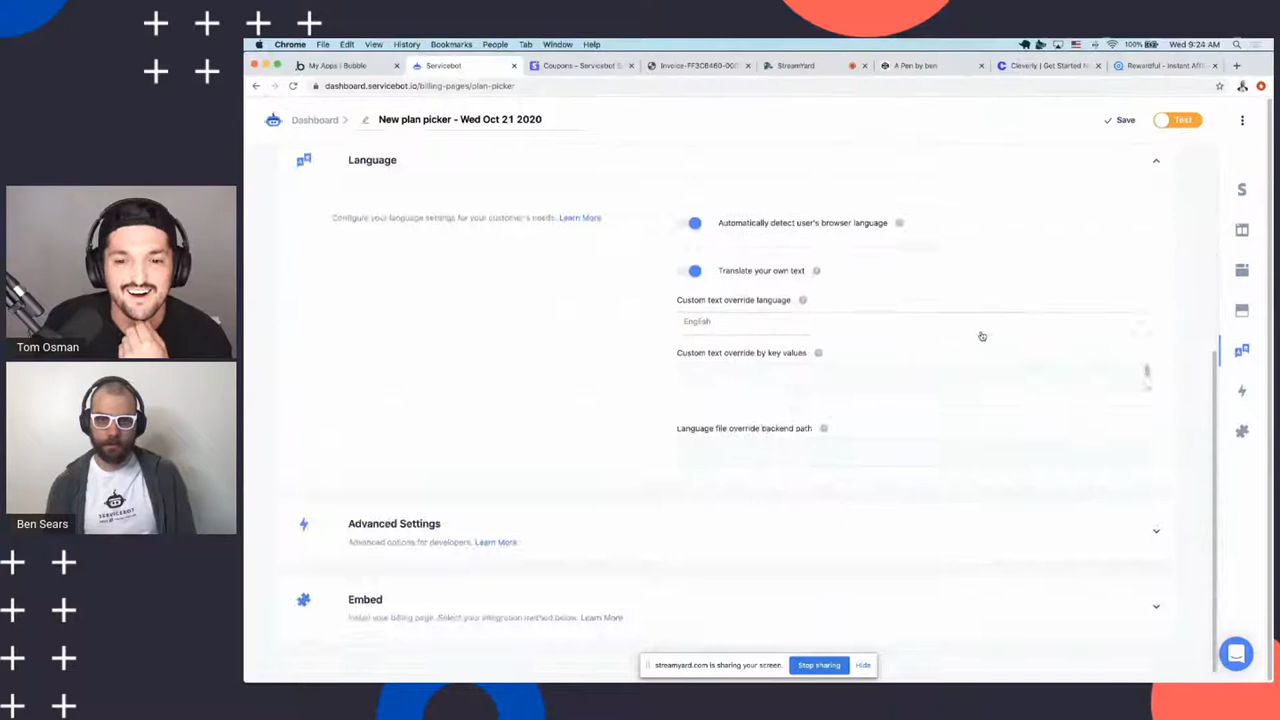 Chrome File Edit View History Bookmarks People Tab Window Help
100% Wed 9:24 AM
My Apps | Bubble
Servicebot
Coupons – Servicebot S
Invoice-FF3CB460-00
StreamYard
A Pen by ben
Cleverly | Get Started N
Rewardful - Instant Aff
dashboard.servicebot.io/billing-pages/plan-picker
Dashboard
New plan picker - Wed Oct 21 2020
Save
Test
Language
Configure your language settings for your customer's needs. Learn More
Automatically detect user's browser language
Translate your own text
Custom text override language
English
Custom text override by key values
Language file override backend path
Advanced Settings
Advanced options for developers. Learn More
Embed
Install your billing page. Select your integration method below. Learn More
streamyard.com is sharing your screen.
Stop sharing
Hide
Tom Osman
SERVICEBOT
Ben Sears